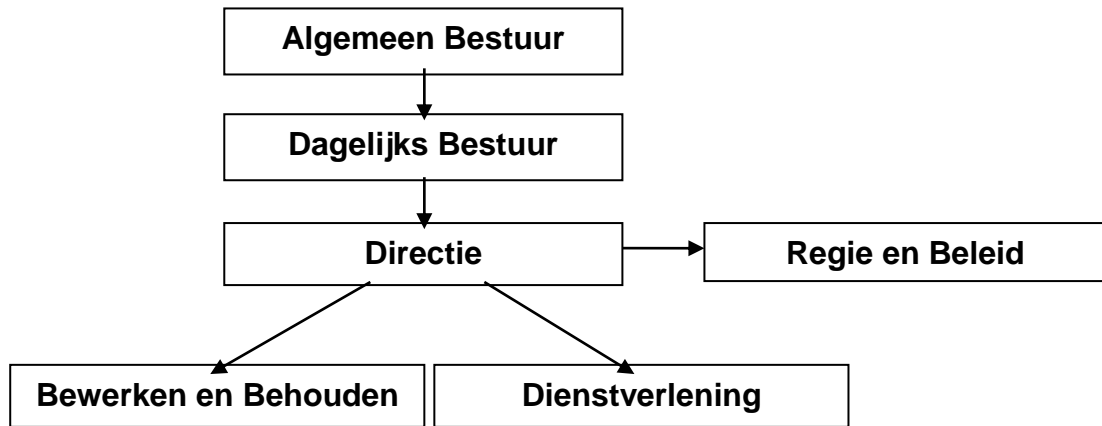 Algemeen Bestuur
Dagelijks Bestuur
Directie
Regie en Beleid
Bewerken en Behouden
Dienstverlening